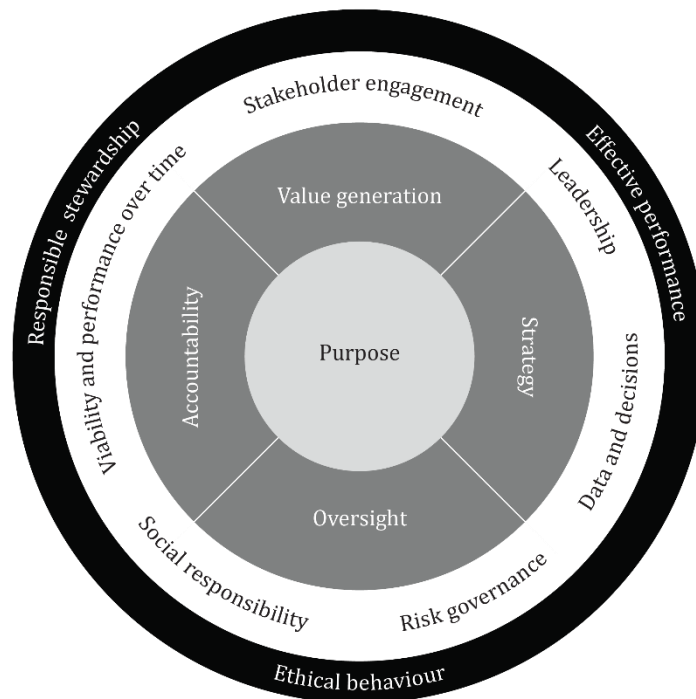 Responsible stewardship
Effective performance
Ethical behaviour
Stakeholder engagement
Leadership
Data and decisions
Risk governance
Social responsibility
Viability and performance over time
Value generation
Strategy
Oversight
Accountability
Purpose